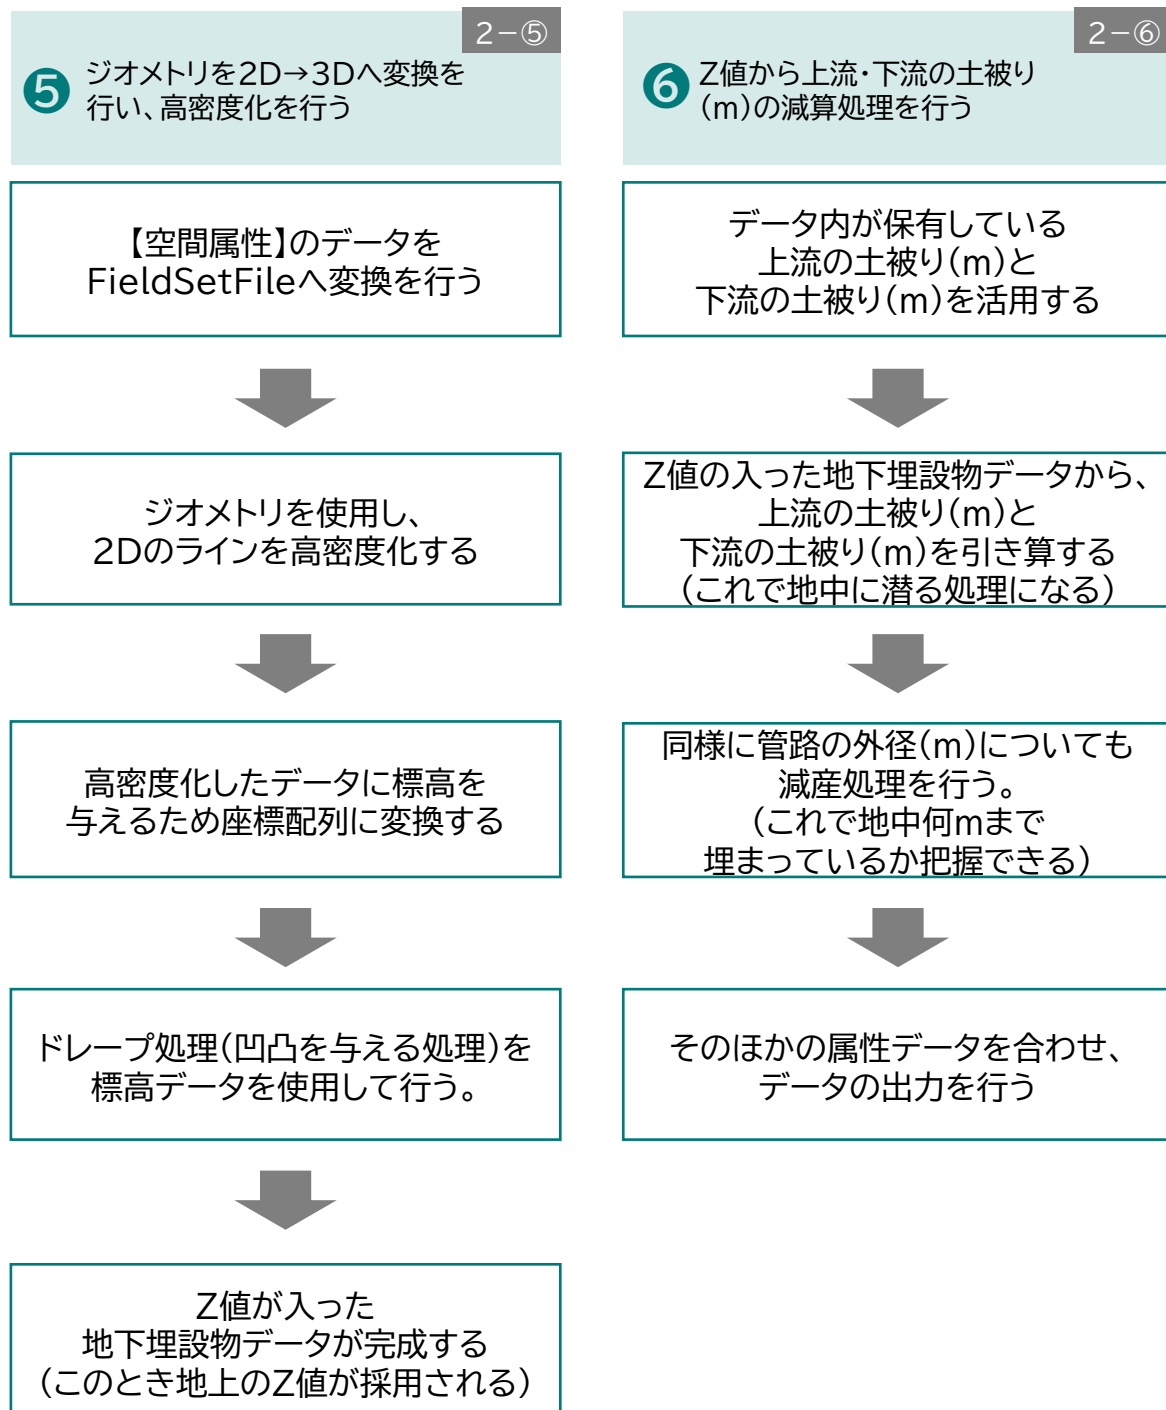 2－⑤
❺
ジオメトリを2D→3Dへ変換を
行い、高密度化を行う
【空間属性】のデータを
FieldSetFileへ変換を行う
ジオメトリを使用し、
2Dのラインを高密度化する
高密度化したデータに標高を
与えるため座標配列に変換する
ドレープ処理(凹凸を与える処理)を
標高データを使用して行う。
Z値が入った
地下埋設物データが完成する
(このとき地上のZ値が採用される)
2－⑥
❻
Z値から上流・下流の土被り
(m)の減算処理を行う
データ内が保有している
上流の土被り(m)と
下流の土被り(m)を活用する
Z値の入った地下埋設物データから、
上流の土被り(m)と
下流の土被り(m)を引き算する
(これで地中に潜る処理になる)
同様に管路の外径(m)についても
減産処理を行う。
(これで地中何mまで
埋まっているか把握できる)
そのほかの属性データを合わせ、
データの出力を行う